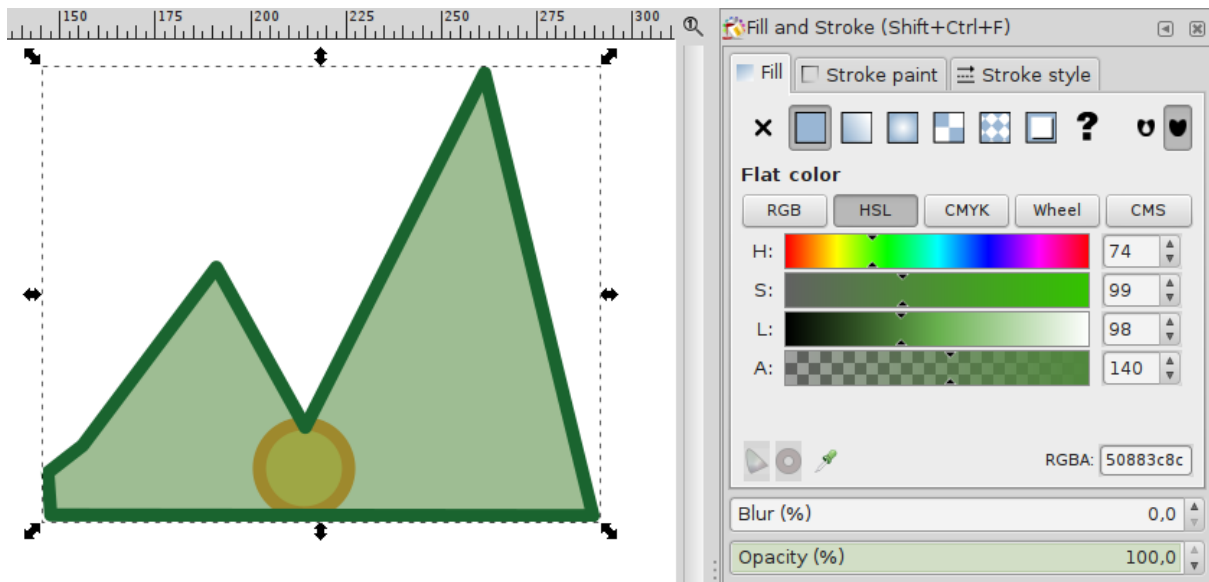 150 175 200 225 250 275 300
Fill and Stroke (Shift+Ctrl+F)
Fill Stroke paint Stroke style
?
Flat color
RGB HSL CMYK Wheel CMS
H: 74
S: 99
L: 98
A: 140
RGBA: 50883c8c
Blur (%) 0,0
Opacity (%) 100,0